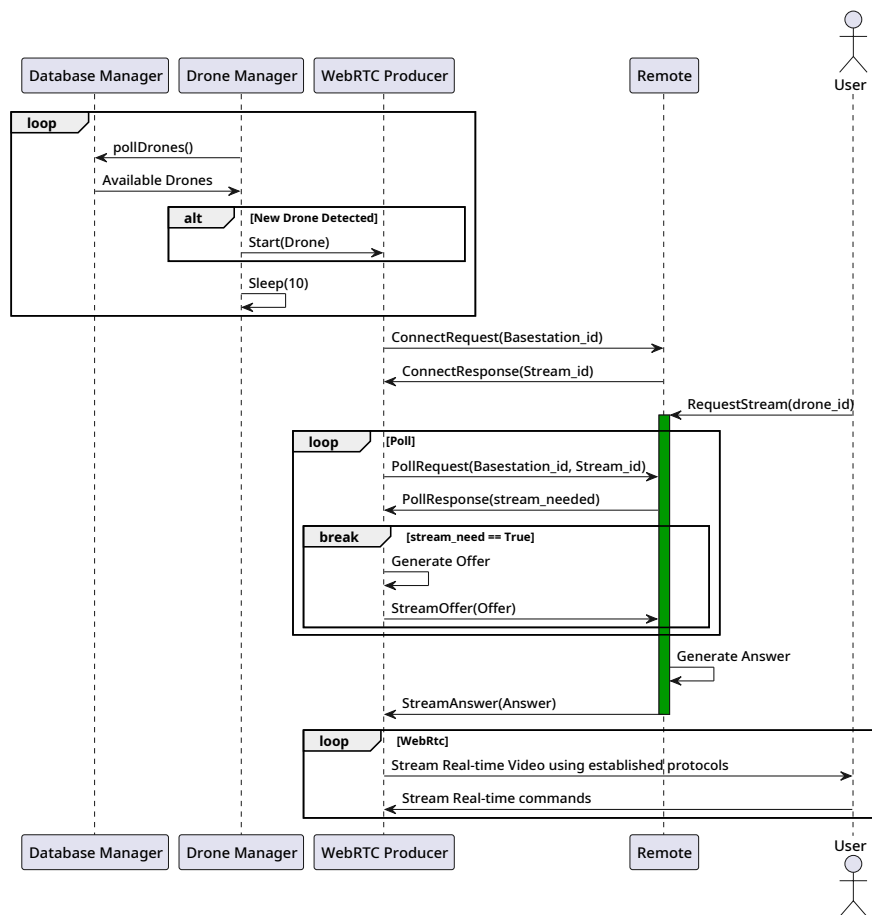 User
Database Manager
Drone Manager
WebRTC Producer
Remote
loop
pollDrones()
Available Drones
alt
[New Drone Detected]
Start(Drone)
Sleep(10)
ConnectRequest(Basestation_id)
ConnectResponse(Stream_id)
RequestStream(drone_id)
loop
[Poll]
PollRequest(Basestation_id, Stream_id)
PollResponse(stream_needed)
break
[stream_need == True]
Generate Offer
StreamOffer(Offer)
Generate Answer
StreamAnswer(Answer)
loop
[WebRtc]
Stream Real-time Video using established protocols
Stream Real-time commands
Database Manager
Drone Manager
WebRTC Producer
Remote
User